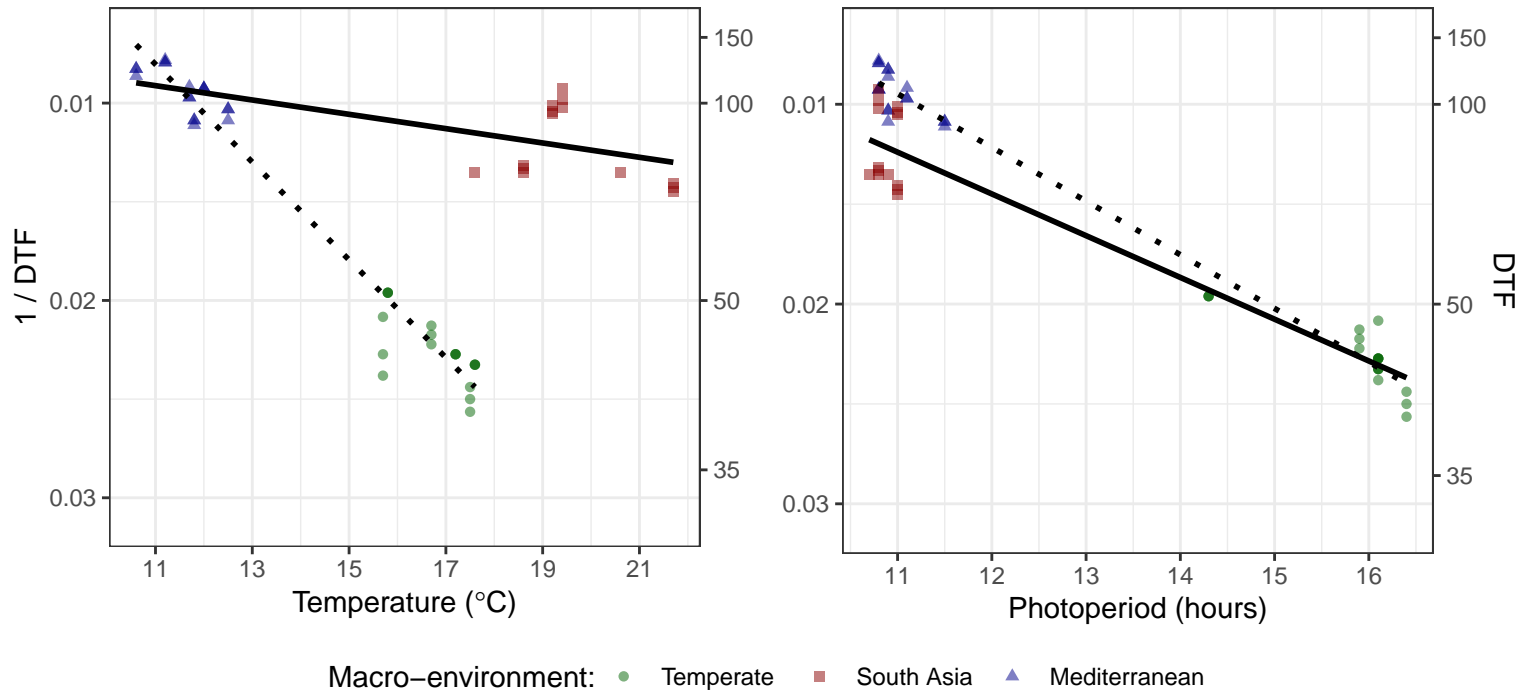 1 / DTF
0.01
0.02
0.03
150
100
50
35
11 13 15 17 19 21
Temperature (°C)
0.01
0.02
0.03
150
100
50
35
DTF
11 12 13 14 15 16
Photoperiod (hours)
Macro−environment: Temperate South Asia Mediterranean